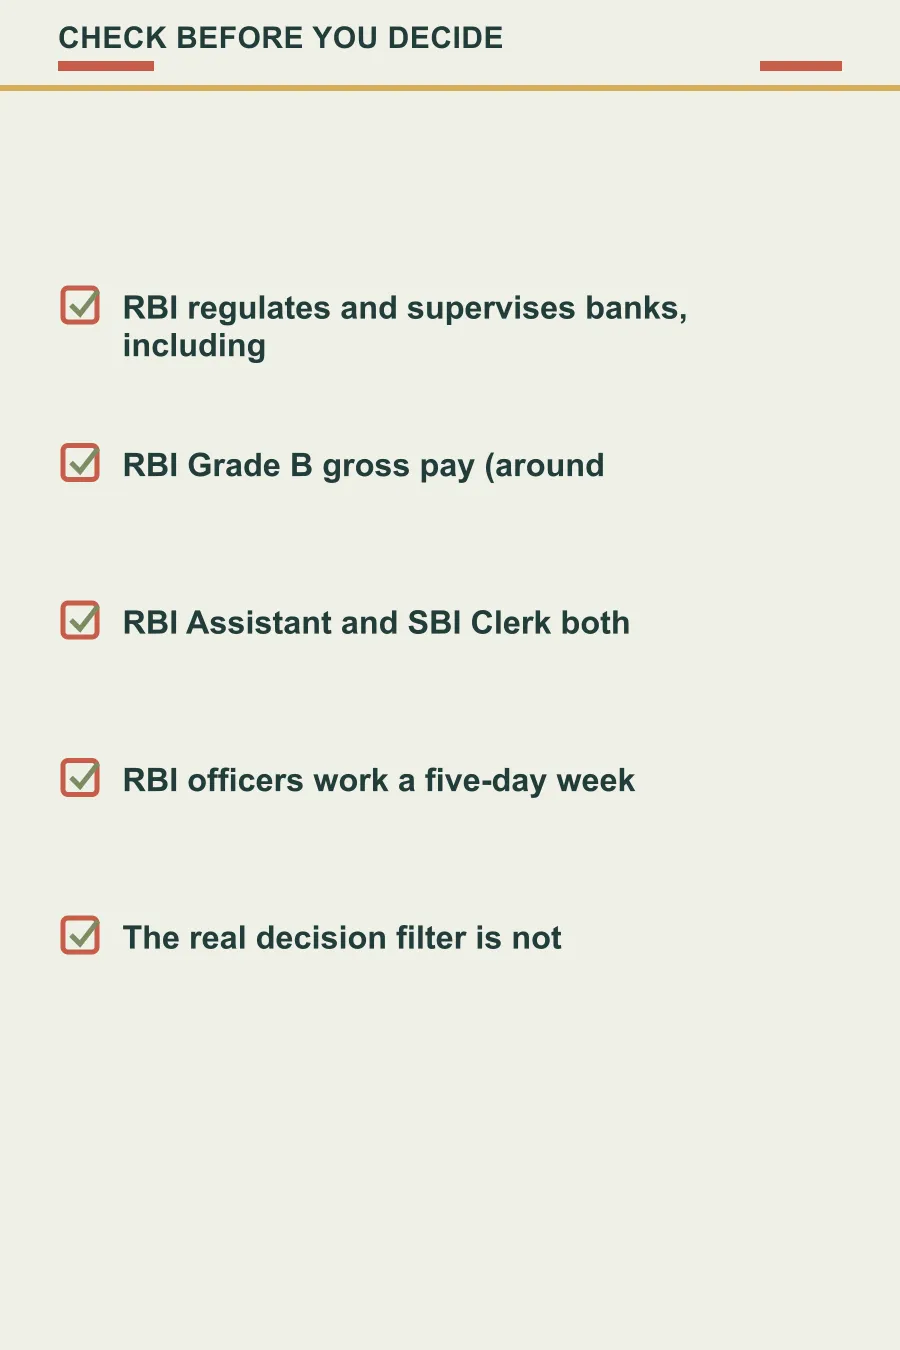 CHECK BEFORE YOU DECIDE
RBI regulates and supervises banks,
including
RBI Grade B gross pay (around
RBI Assistant and SBI Clerk both
RBI officers work a five-day week
The real decision filter is not